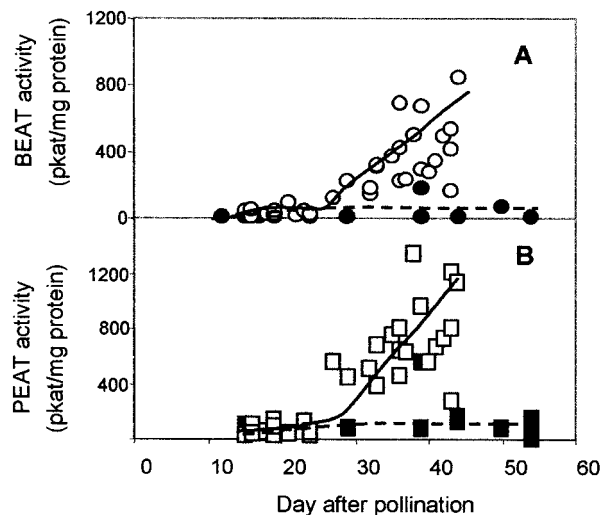 1200
800
400
0
BEAT activity
(pkat/mg protein)
A
1200
800
400
PEAT activity
(pkat/mg protein)
B
0 10 20 30 40 50 60
Day after pollination